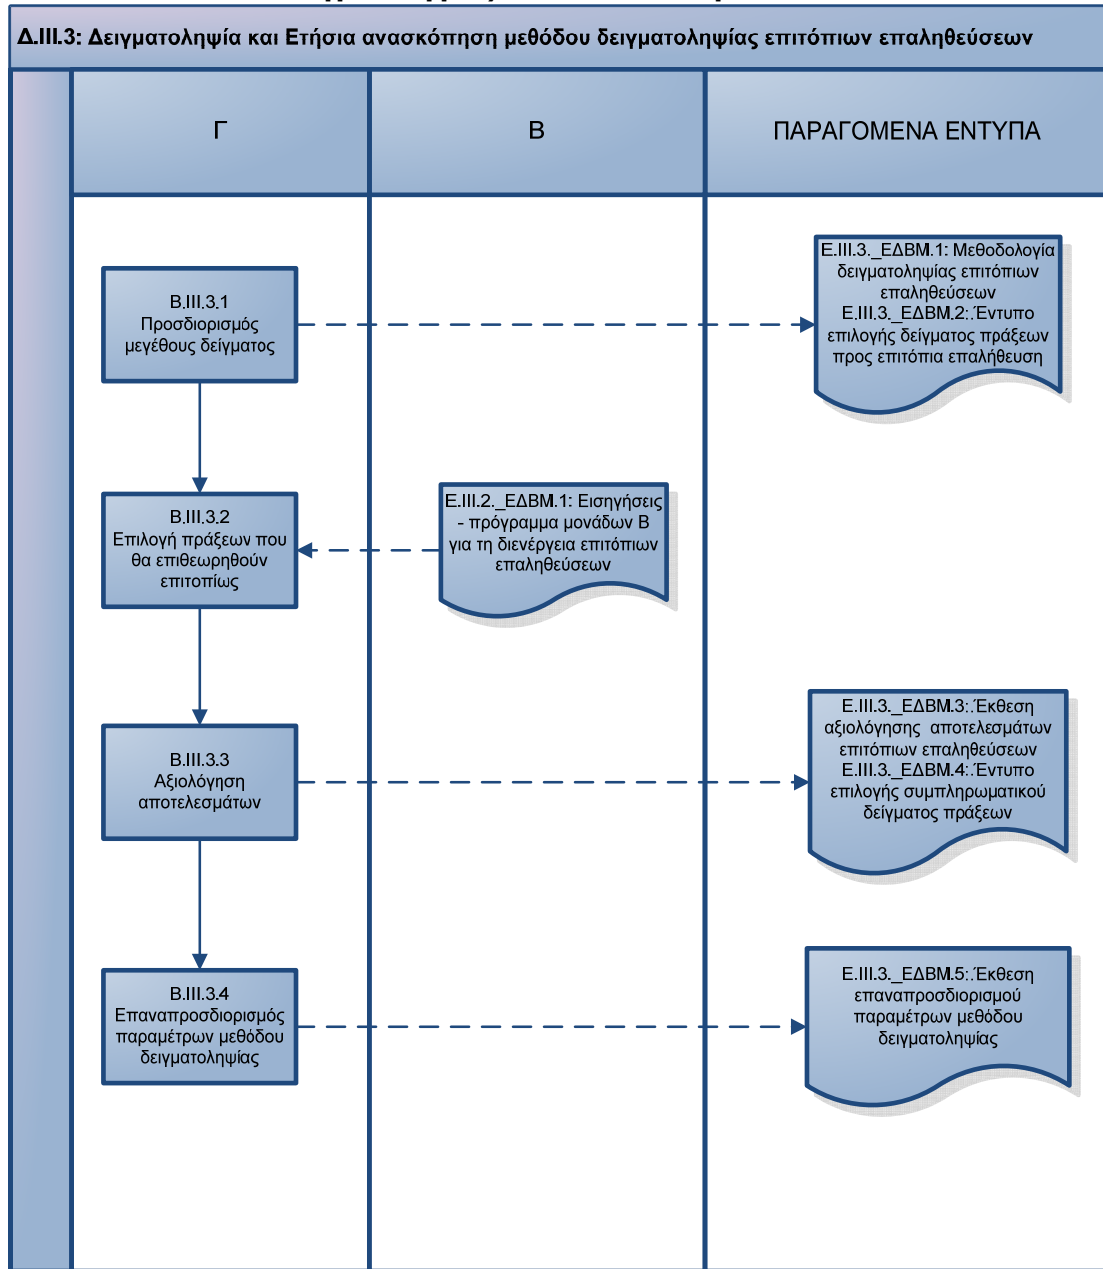 Δ.ΙΙΙ.3: Δειγματοληψία και Ετήσια ανασκόπηση μεθόδου δειγματοληψίας επιτόπιων επαληθεύσεων
Γ
Β
ΠΑΡΑΓΟΜΕΝΑ ΕΝΤΥΠΑ
Β.ΙΙΙ.3.1
Προσδιορισμός
μεγέθους δείγματος
Ε.ΙΙΙ.3._ΕΔΒΜ.1: Μεθοδολογία
δειγματοληψίας επιτόπιων
επαληθεύσεων
Ε.ΙΙΙ.3._ΕΔΒΜ.2: Έντυπο
επιλογής δείγματος πράξεων
προς επιτόπια επαλήθευση
Β.ΙΙΙ.3.2
Επιλογή πράξεων που
θα επιθεωρηθούν
επιτοπίως
Ε.ΙΙΙ.2._ΕΔΒΜ.1: Εισηγήσεις
- πρόγραμμα μονάδων Β
για τη διενέργεια επιτόπιων
επαληθεύσεων
Β.ΙΙΙ.3.3
Αξιολόγηση
αποτελεσμάτων
Ε.ΙΙΙ.3._ΕΔΒΜ.3: Έκθεση
αξιολόγησης αποτελεσμάτων
επιτόπιων επαληθεύσεων
Ε.ΙΙΙ.3._ΕΔΒΜ.4: Έντυπο
επιλογής συμπληρωματικού
δείγματος πράξεων
Β.ΙΙΙ.3.4
Επαναπροσδιορισμός
παραμέτρων μεθόδου
δειγματοληψίας
Ε.ΙΙΙ.3._ΕΔΒΜ.5: Έκθεση
επαναπροσδιορισμού
παραμέτρων μεθόδου
δειγματοληψίας